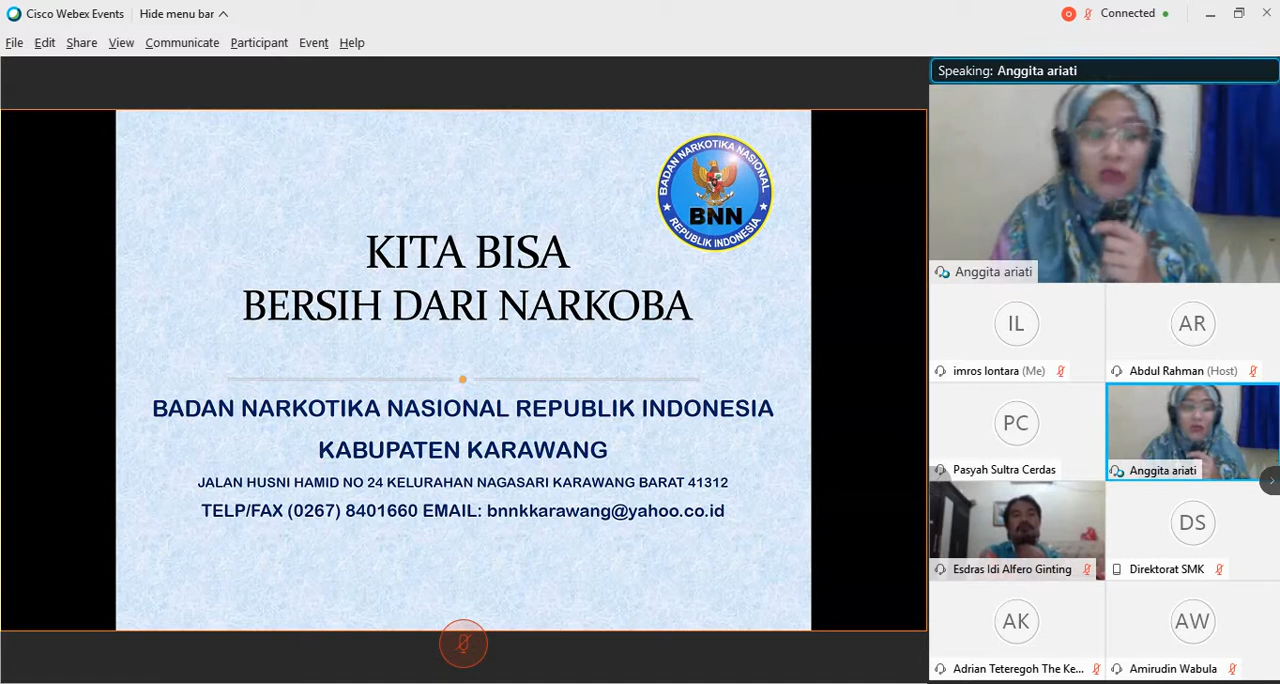 Cisco Webex Events
Hide menu bar
Connected
File Edit Share View Communicate Participant Event Help
Speaking: Anggita ariati
BADAN NARKOTIKA NASIONAL
BNN
REPUBLIK INDONESIA
KITA BISA
BERSIH DARI NARKOBA
BADAN NARKOTIKA NASIONAL REPUBLIK INDONESIA
KABUPATEN KARAWANG
JALAN HUSNI HAMID NO 24 KELURAHAN NAGASARI KARAWANG BARAT 41312
TELP/FAX (0267) 8401660 EMAIL: bnnkkarawang@yahoo.co.id
Anggita ariati
IL
imros lontara (Me)
AR
Abdul Rahman (Host)
PC
Pasyah Sultra Cerdas
Anggita ariati
Esdras Idi Alfero Ginting
DS
Direktorat SMK
AK
Adrian Teteregoh The Ke...
AW
Amirudin Wabula